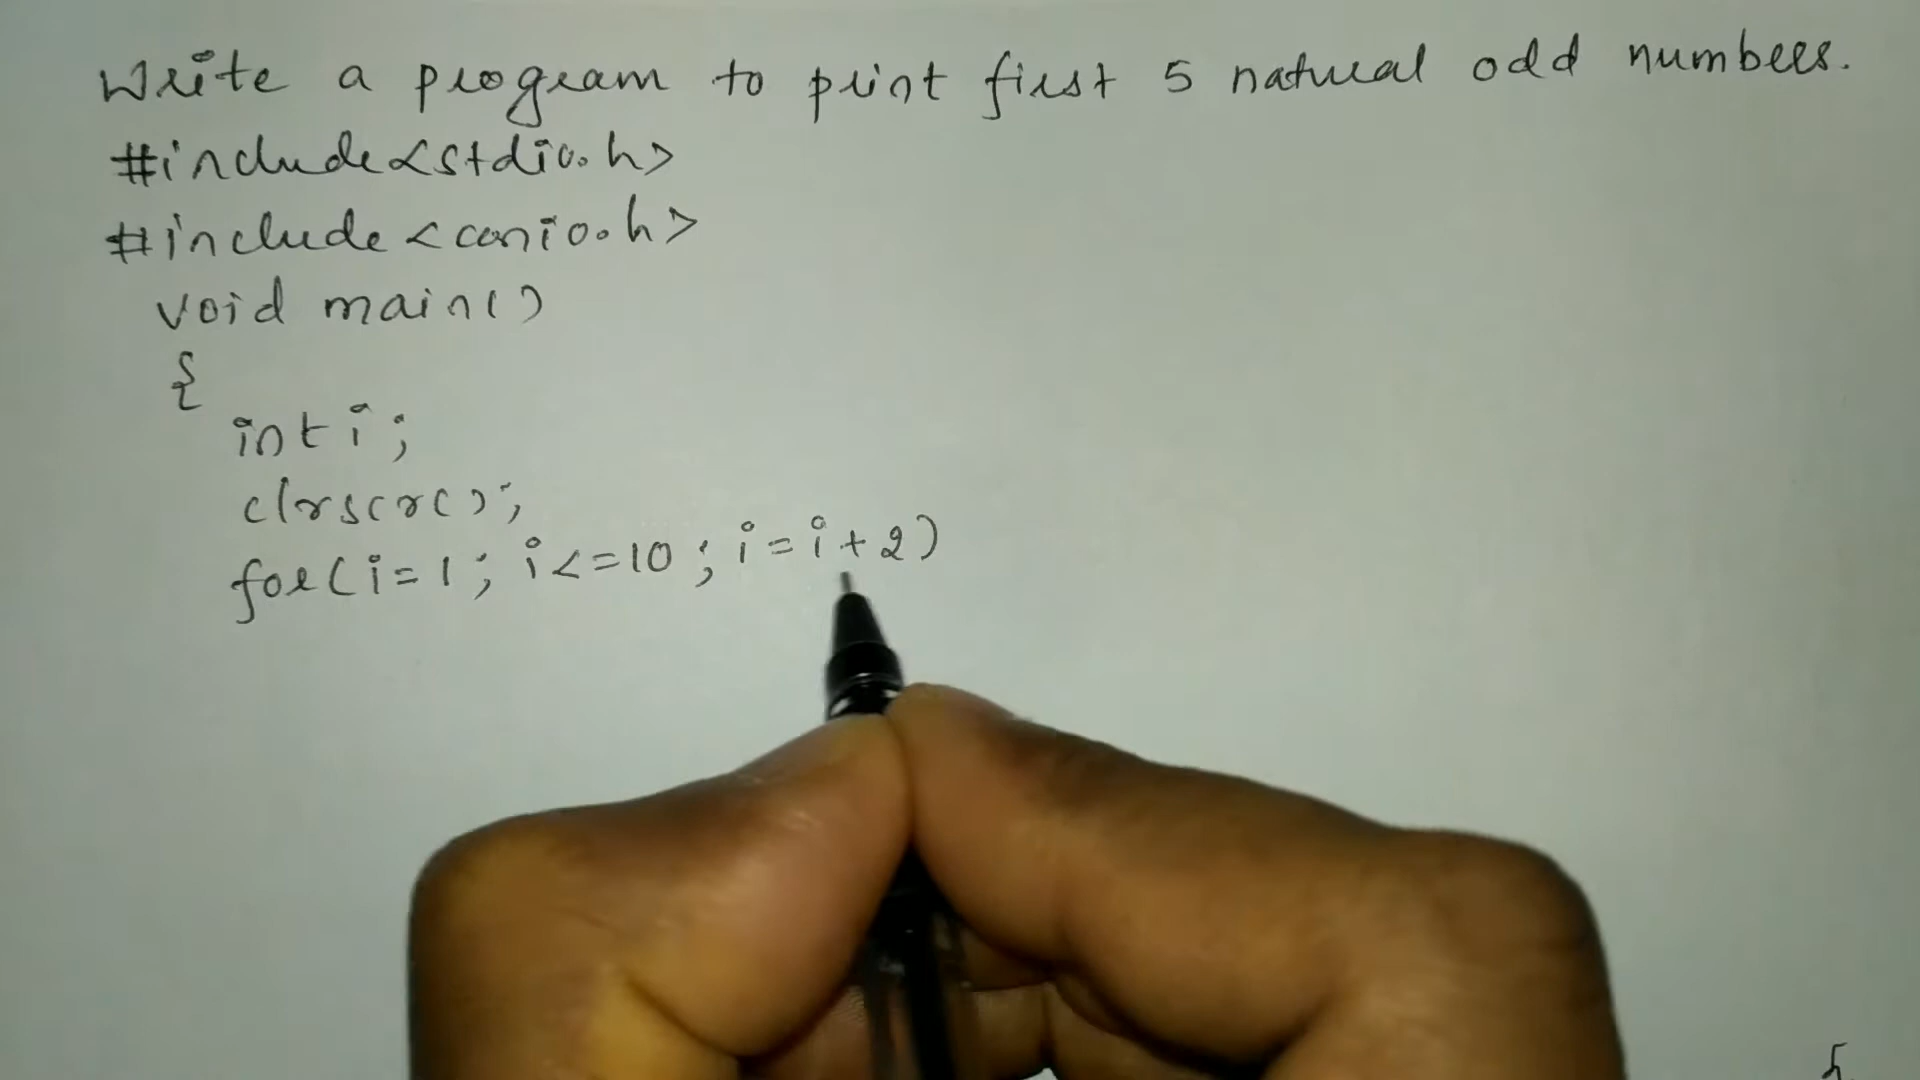 Write a program to print first 5 natural odd numbers.
#include<stdio.h>
#include<conio.h>
void main()
{
int i;
clrscr();
for(i=1; i<=10; i=i+2)